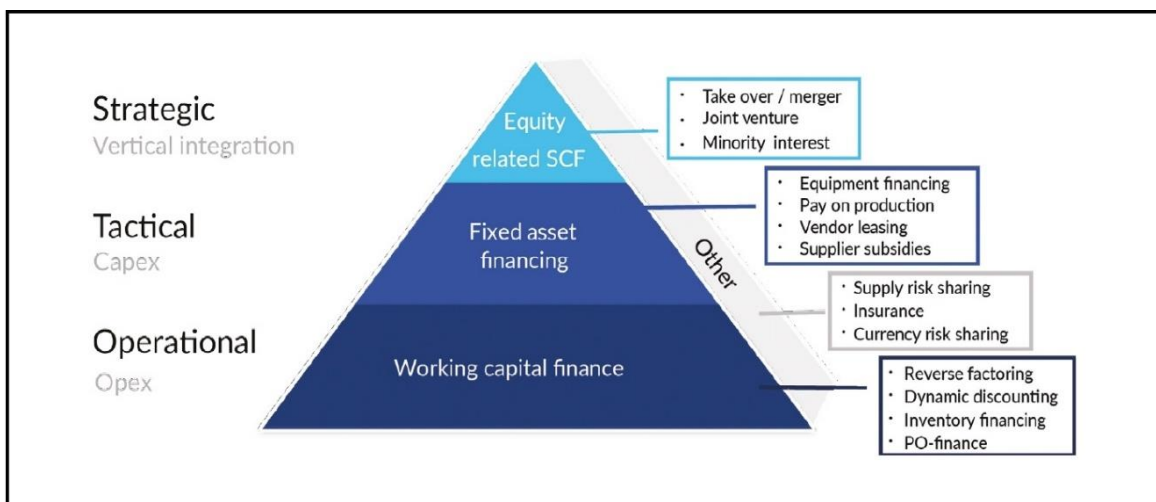 Strategic
Vertical integration
Tactical
Capex
Operational
Opex
Equity
related SCF
Fixed asset
financing
Working capital finance
Other
· Take over / merger
· Joint venture
· Minority interest
· Equipment financing
· Pay on production
· Vendor leasing
· Supplier subsidies
· Supply risk sharing
· Insurance
· Currency risk sharing
· Reverse factoring
· Dynamic discounting
· Inventory financing
· PO-finance